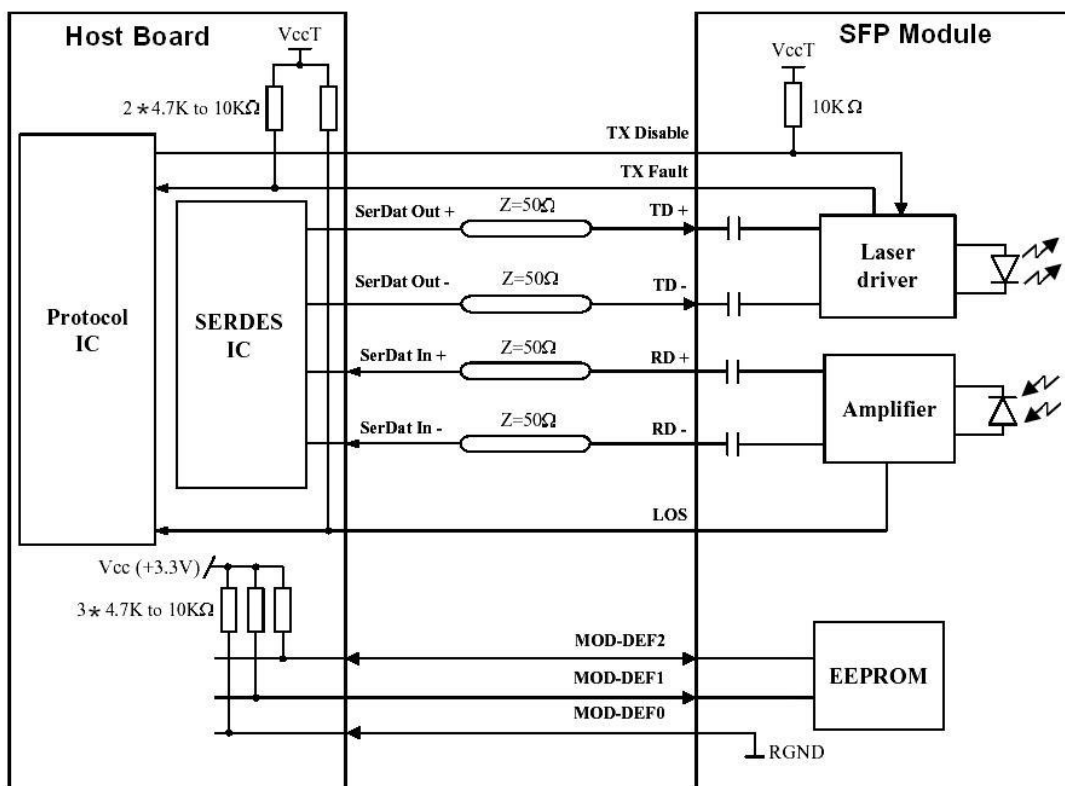 Host Board
SFP Module
VccT
VccT
2*4.7K to 10KΩ
10KΩ
TX Disable
TX Fault
SerDat Out +
Z=50Ω
TD +
SerDat Out -
Z=50Ω
TD -
Laser
driver
Protocol
IC
SERDES
IC
SerDat In +
Z=50Ω
RD +
SerDat In -
Z=50Ω
RD -
Amplifier
LOS
Vcc (+3.3V)
3*4.7K to 10KΩ
MOD-DEF2
MOD-DEF1
MOD-DEF0
EEPROM
RGND